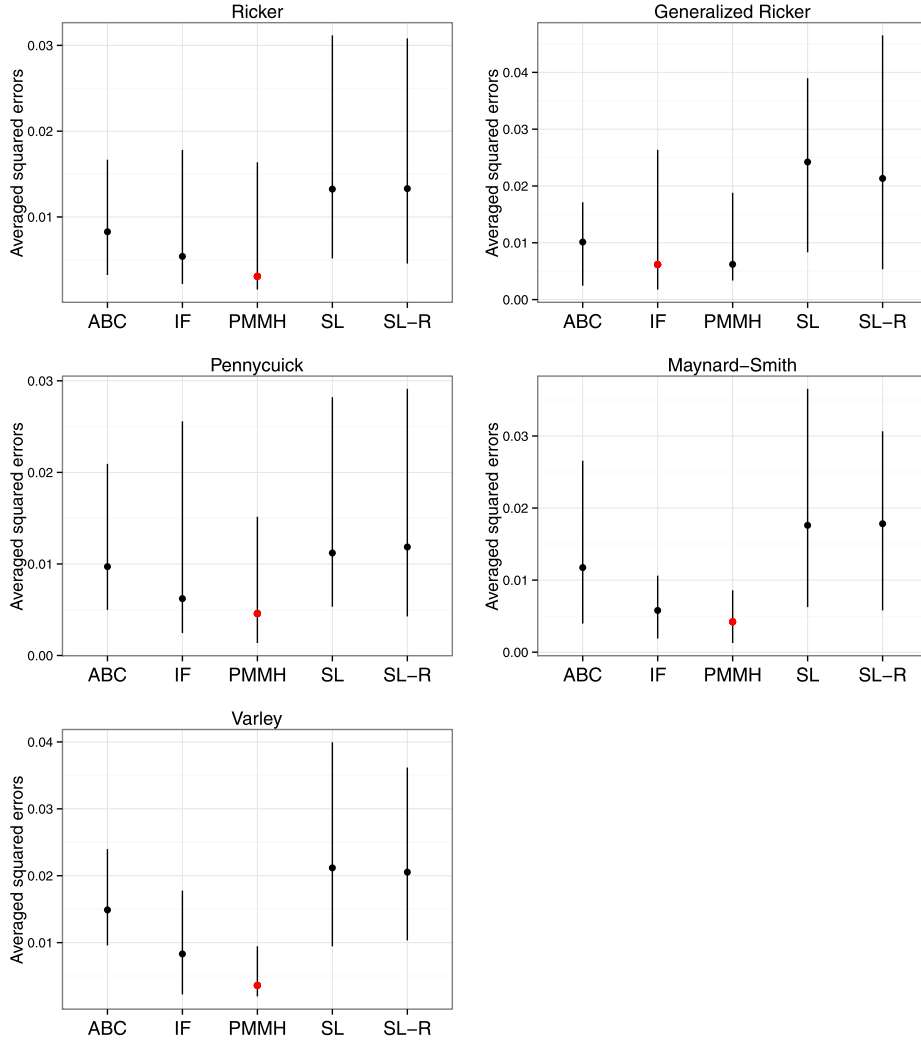 Ricker
Averaged squared errors
0.03
0.02
0.01
ABC IF PMMH SL SL−R
Generalized Ricker
Averaged squared errors
0.04
0.03
0.02
0.01
0.00
ABC IF PMMH SL SL−R
Pennycuick
Averaged squared errors
0.03
0.02
0.01
0.00
ABC IF PMMH SL SL−R
Maynard−Smith
Averaged squared errors
0.03
0.02
0.01
0.00
ABC IF PMMH SL SL−R
Varley
Averaged squared errors
0.04
0.03
0.02
0.01
ABC IF PMMH SL SL−R